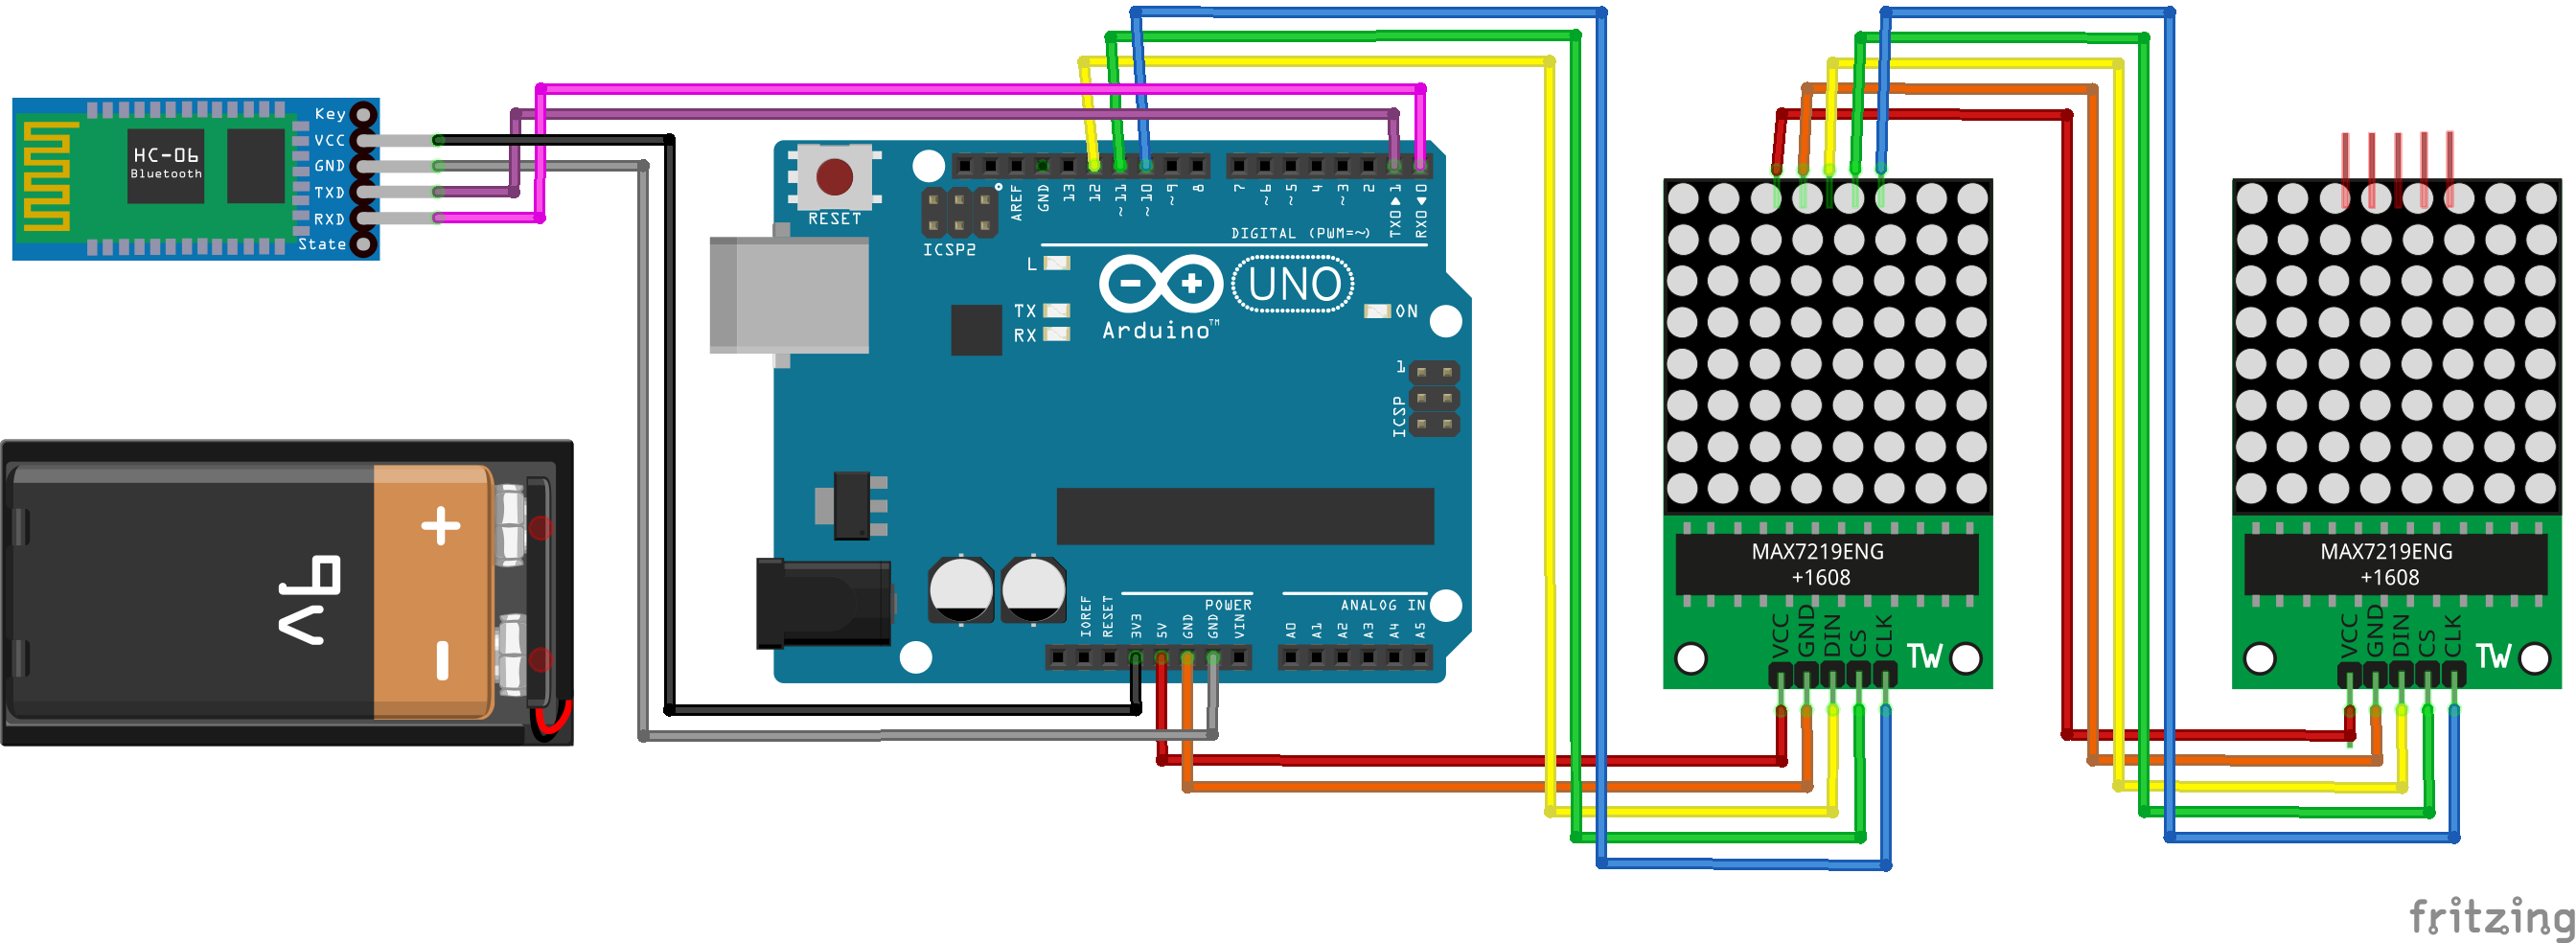 Key
VCC
GND
TXD
RXD
State
HC-06
Bluetooth
9V
+
-
RESET
ICSP2
AREF
GND
13
12
~11
~10
~9
8
7
~6
~5
4
~3
2
TX0▶1
RX0◀0
DIGITAL (PWM=~)
L
TX
RX
Arduino™
UNO
ON
1
ICSP
IOREF
RESET
3V3
5V
GND
GND
VIN
POWER
A0
A1
A2
A3
A4
A5
ANALOG IN
MAX7219ENG
+1608
VCC
GND
DIN
CS
CLK
TW
MAX7219ENG
+1608
VCC
GND
DIN
CS
CLK
TW
fritzing